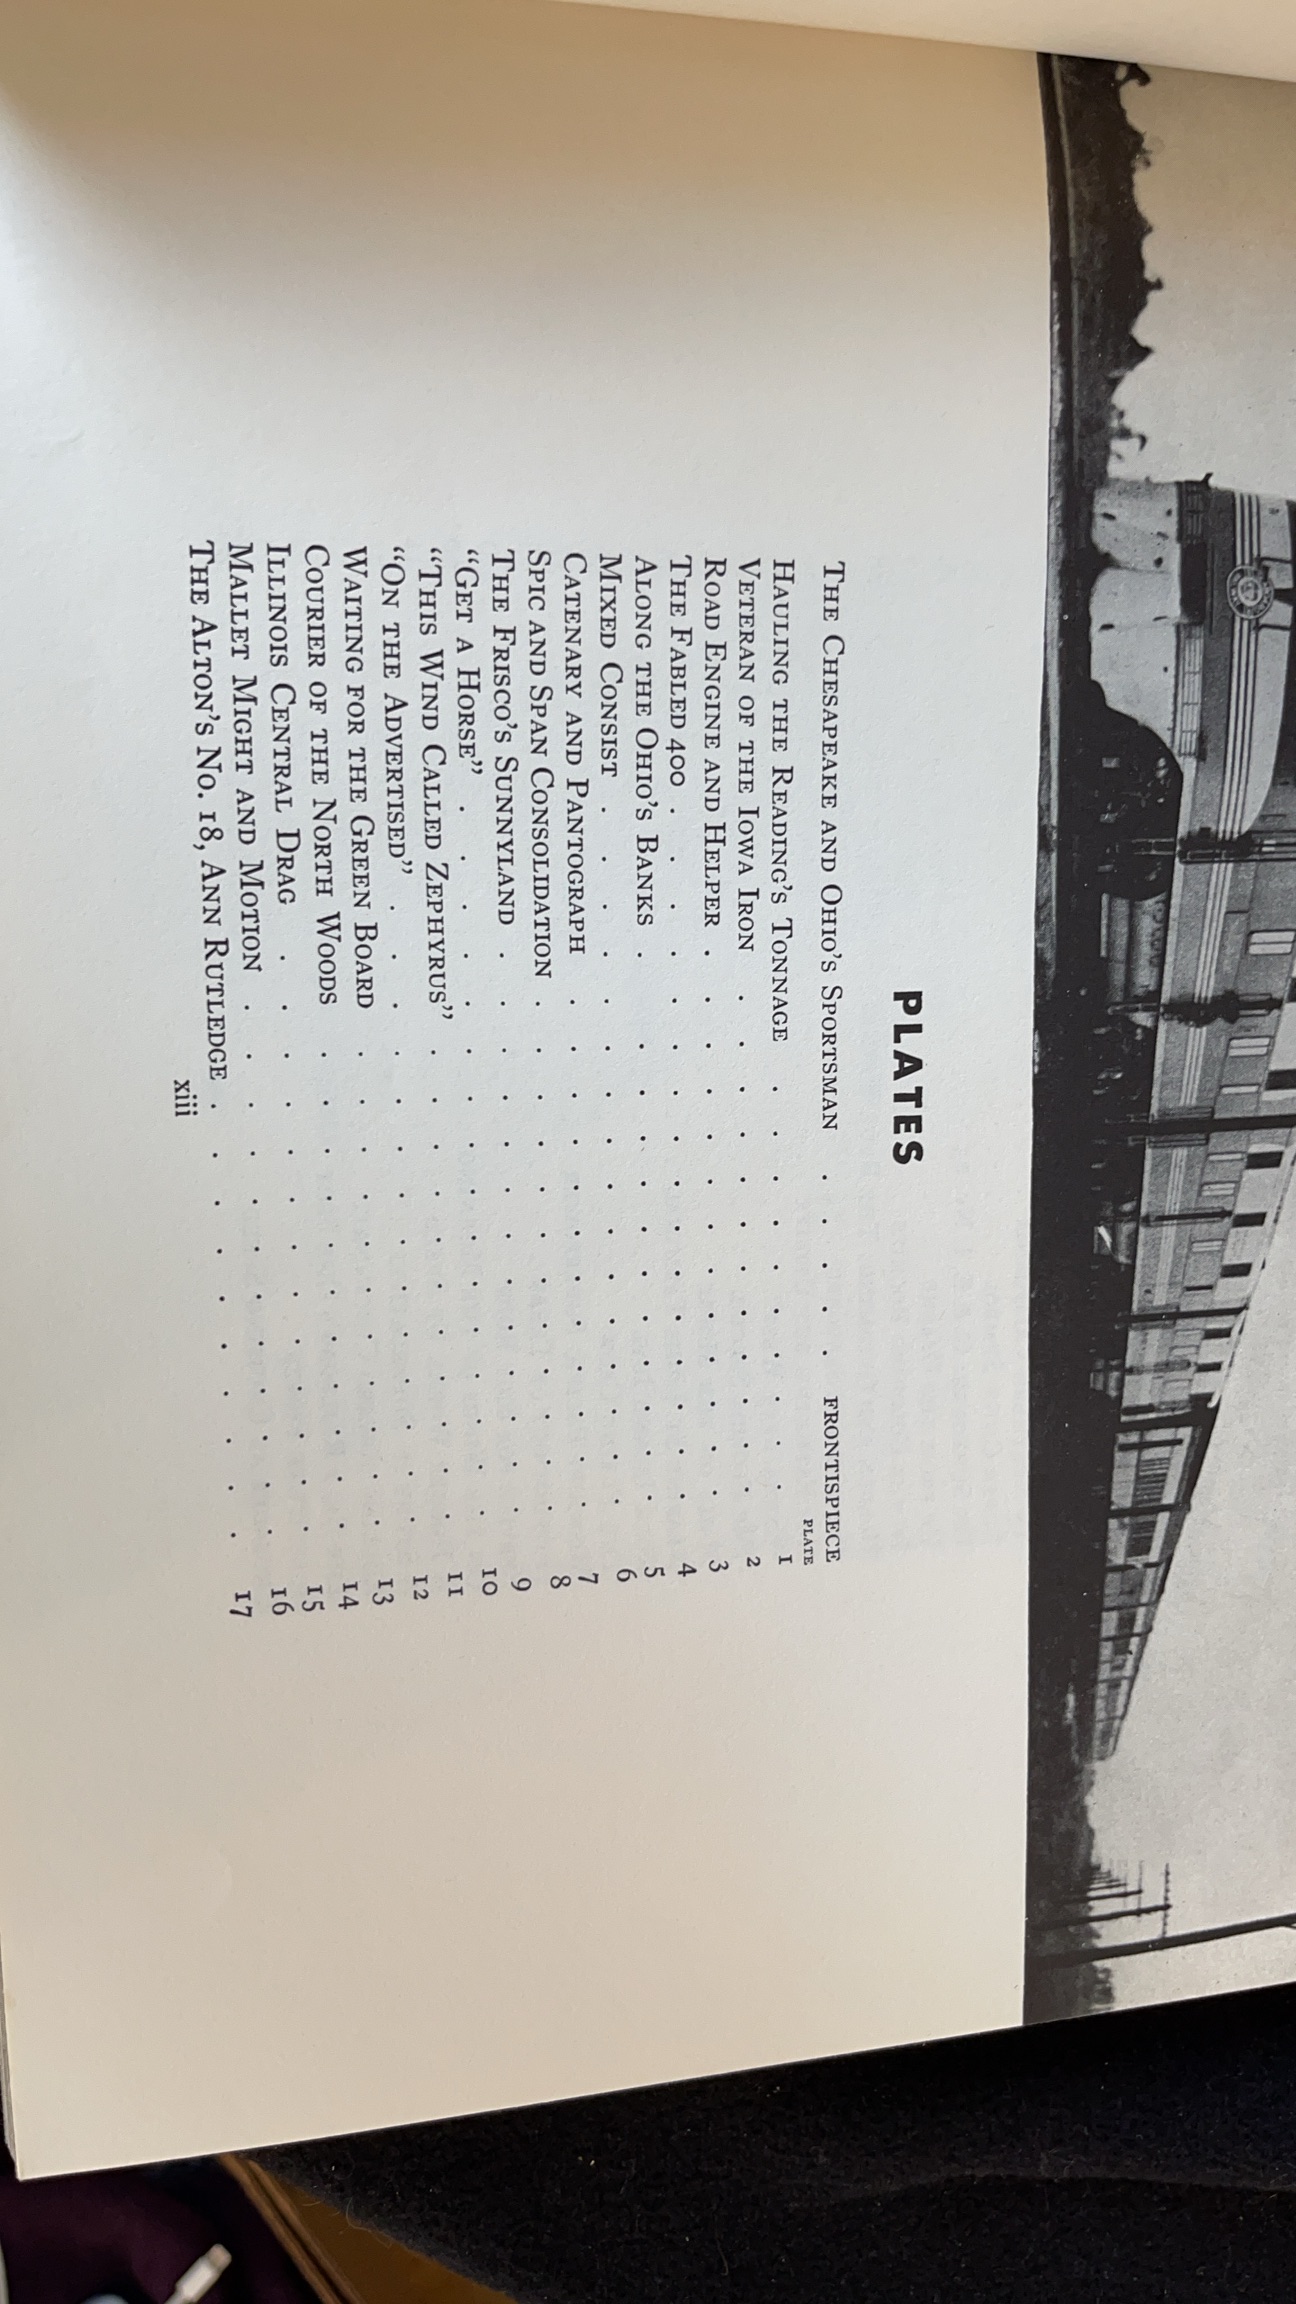 PLATES
THE CHESAPEAKE AND OHIO'S SPORTSMAN . . . . . FRONTISPIECE
PLATE
HAULING THE READING'S TONNAGE . . . . . . . . . . 1
VETERAN OF THE IOWA IRON . . . . . . . . . . . . 2
ROAD ENGINE AND HELPER . . . . . . . . . . . . . 3
THE FABLED 400 . . . . . . . . . . . . . . . . 4
ALONG THE OHIO'S BANKS . . . . . . . . . . . . . 5
MIXED CONSIST . . . . . . . . . . . . . . . . 6
CATENARY AND PANTOGRAPH . . . . . . . . . . . . 7
SPIC AND SPAN CONSOLIDATION . . . . . . . . . . . . 8
THE FRISCO'S SUNNYLAND . . . . . . . . . . . . . 9
"GET A HORSE" . . . . . . . . . . . . . . . . 10
"THIS WIND CALLED ZEPHYRUS" . . . . . . . . . . . 11
"ON THE ADVERTISED" . . . . . . . . . . . . . . 12
WAITING FOR THE GREEN BOARD . . . . . . . . . . . 13
COURIER OF THE NORTH WOODS . . . . . . . . . . . 14
ILLINOIS CENTRAL DRAG . . . . . . . . . . . . . 15
MALLET MIGHT AND MOTION . . . . . . . . . . . . 16
THE ALTON'S NO. 18, ANN RUTLEDGE . . . . . . . . . . 17
xiii